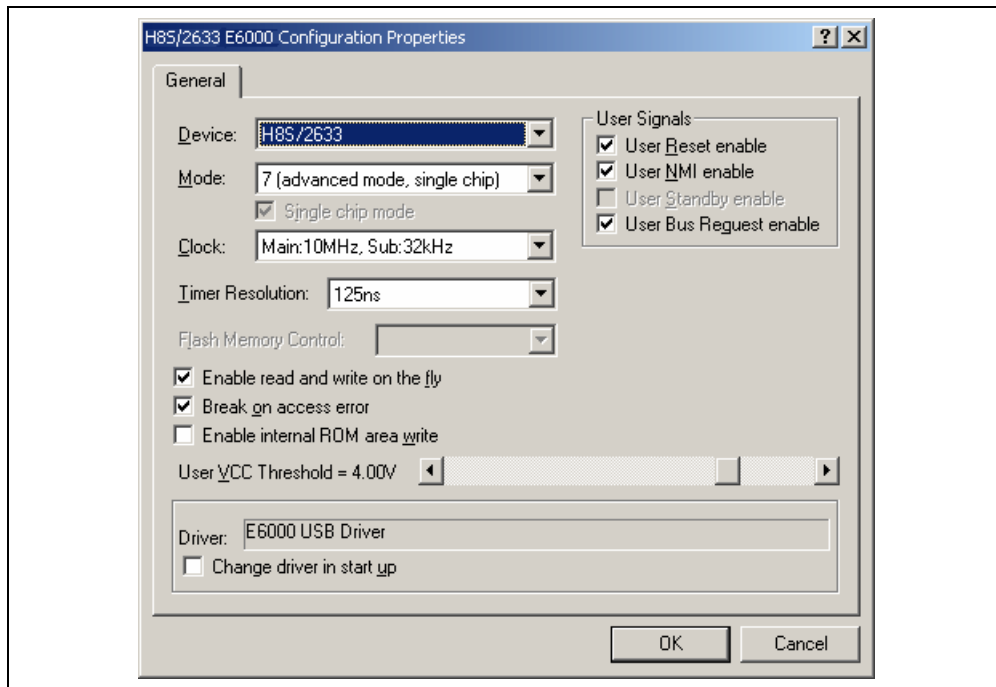 H8S/2633 E6000 Configuration Properties
General
Device: H8S/2633
Mode: 7 (advanced mode, single chip)
Single chip mode
Clock: Main:10MHz, Sub:32kHz
Timer Resolution: 125ns
Flash Memory Control:
Enable read and write on the fly
Break on access error
Enable internal ROM area write
User VCC Threshold = 4.00V
User Signals
User Reset enable
User NMI enable
User Standby enable
User Bus Reguest enable
Driver: E6000 USB Driver
Change driver in start up
OK Cancel